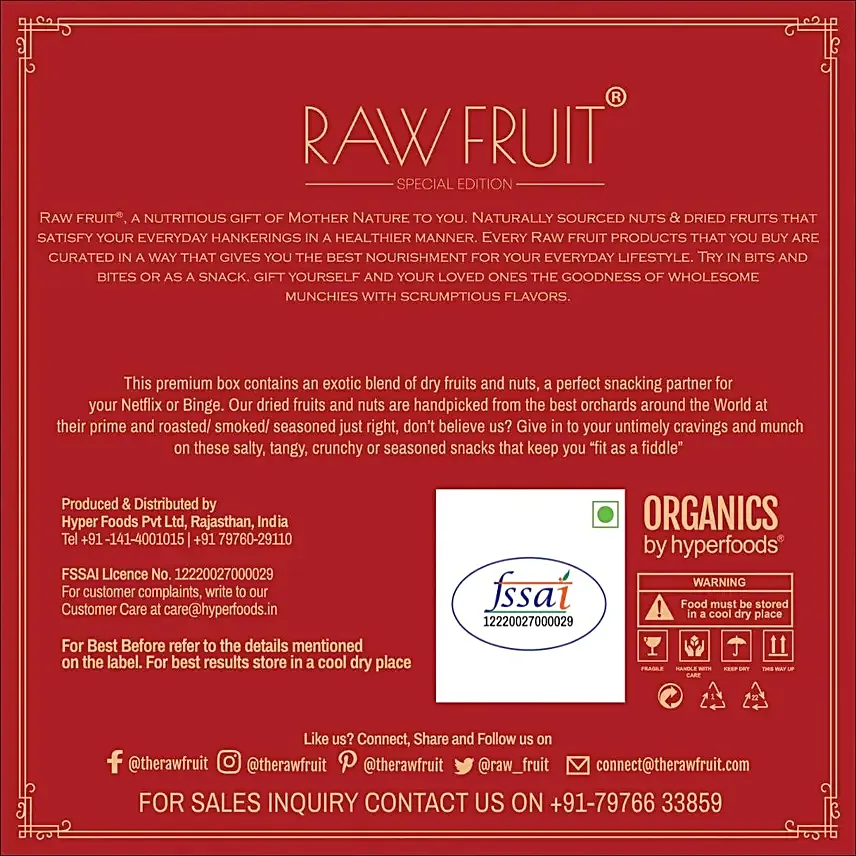 RAW FRUIT®
SPECIAL EDITION
RAW FRUIT®, A NUTRITIOUS GIFT OF MOTHER NATURE TO YOU. NATURALLY SOURCED NUTS & DRIED FRUITS THAT
SATISFY YOUR EVERYDAY HANKERINGS IN A HEALTHIER MANNER. EVERY RAW FRUIT PRODUCTS THAT YOU BUY ARE
CURATED IN A WAY THAT GIVES YOU THE BEST NOURISHMENT FOR YOUR EVERYDAY LIFESTYLE. TRY IN BITS AND
BITES OR AS A SNACK. GIFT YOURSELF AND YOUR LOVED ONES THE GOODNESS OF WHOLESOME
MUNCHIES WITH SCRUMPTIOUS FLAVORS.
This premium box contains an exotic blend of dry fruits and nuts, a perfect snacking partner for
your Netflix or Binge. Our dried fruits and nuts are handpicked from the best orchards around the World at
their prime and roasted/ smoked/ seasoned just right, don't believe us? Give in to your untimely cravings and munch
on these salty, tangy, crunchy or seasoned snacks that keep you “fit as a fiddle”
Produced & Distributed by
Hyper Foods Pvt Ltd, Rajasthan, India
Tel +91 -141-4001015 | +91 79760-29110
FSSAI LIcence No. 12220027000029
For customer complaints, write to our
Customer Care at care@hyperfoods.in
For Best Before refer to the details mentioned
on the label. For best results store in a cool dry place
fssai
12220027000029
ORGANICS
by hyperfoods®
WARNING
Food must be stored
in a cool dry place
FRAGILE
HANDLE WITH
CARE
KEEP DRY
THIS WAY UP
1
22
Like us? Connect, Share and Follow us on
@therawfruit @therawfruit @therawfruit @raw_fruit connect@therawfruit.com
FOR SALES INQUIRY CONTACT US ON +91-79766 33859